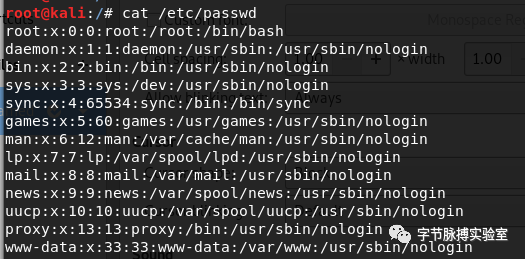 root@kali:/# cat /etc/passwd
root:x:0:0:root:/root:/bin/bash
daemon:x:1:1:daemon:/usr/sbin:/usr/sbin/nologin
bin:x:2:2:bin:/bin:/usr/sbin/nologin
sys:x:3:3:sys:/dev:/usr/sbin/nologin
sync:x:4:65534:sync:/bin:/bin/sync
games:x:5:60:games:/usr/games:/usr/sbin/nologin
man:x:6:12:man:/var/cache/man:/usr/sbin/nologin
lp:x:7:7:lp:/var/spool/lpd:/usr/sbin/nologin
mail:x:8:8:mail:/var/mail:/usr/sbin/nologin
news:x:9:9:news:/var/spool/news:/usr/sbin/nologin
uucp:x:10:10:uucp:/var/spool/uucp:/usr/sbin/nologin
proxy:x:13:13:proxy:/bin:/usr/sbin/nologin
www-data:x:33:33:www-data:/var/www:/usr/sbin/nologin
Custom font:
Monospace Re
Cell spacing:
1.00
× width
1.00
Always
字节脉搏实验室